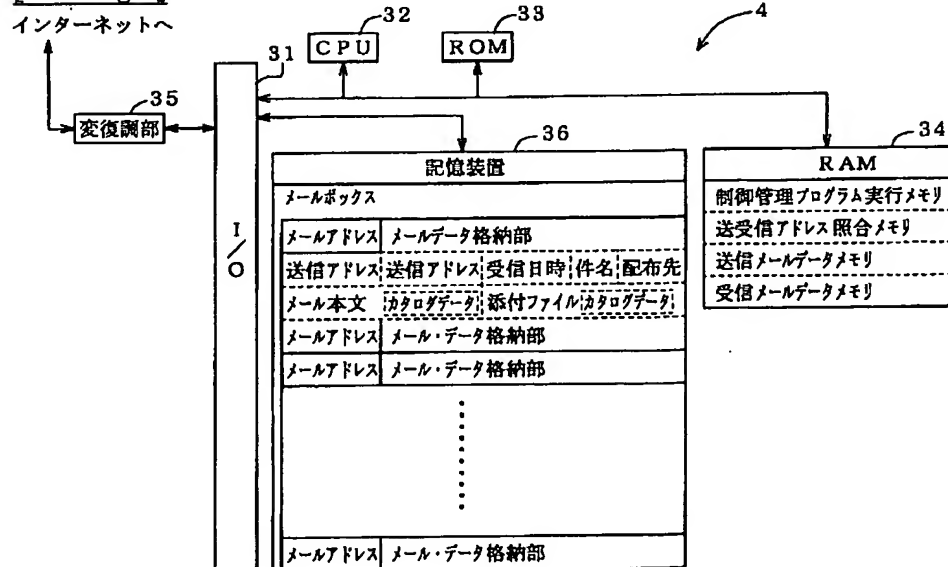 インターネットへ
32
33
4
CPU
ROM
31
35
変復調部
36
34
記憶装置
RAM
メールボックス
制御管理プログラム実行メモリ
メールアドレス メールデータ格納部
送受信アドレス照合メモリ
I/O
送信アドレス 送信アドレス 受信日時 件名 配布先
送信メールデータメモリ
メール本文 カタログデータ 添付ファイル カタログデータ
受信メールデータメモリ
メールアドレス メール・データ格納部
メールアドレス メール・データ格納部
メールアドレス メール・データ格納部